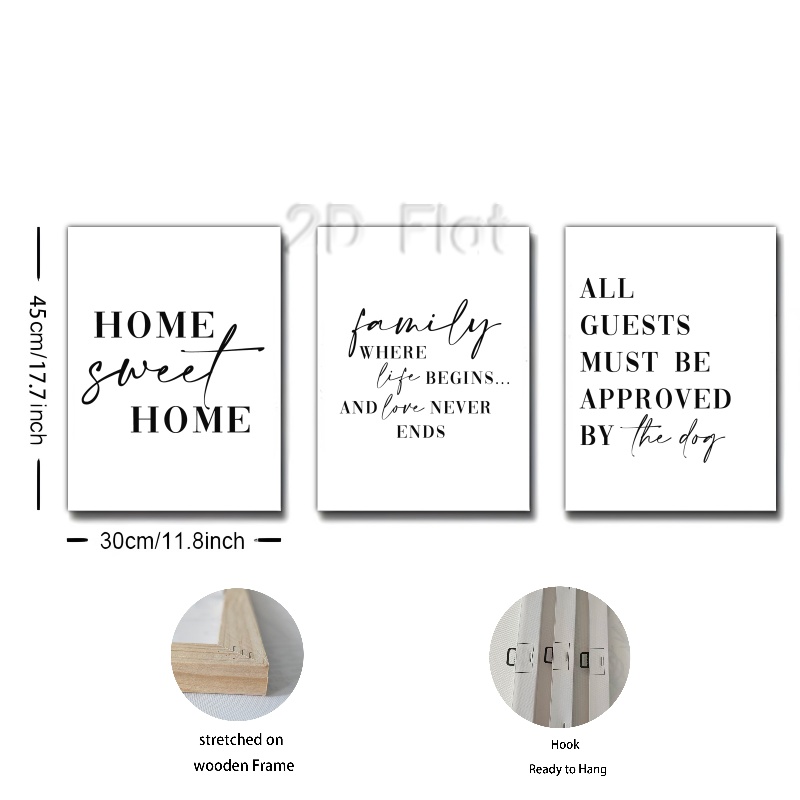 2D Flat
45cm/17.7inch
HOME
sweet
HOME
family
WHERE
life BEGINS...
AND love NEVER
ENDS
ALL
GUESTS
MUST BE
APPROVED
BY the dog
30cm/11.8inch
stretched on
wooden Frame
Hook
Ready to Hang